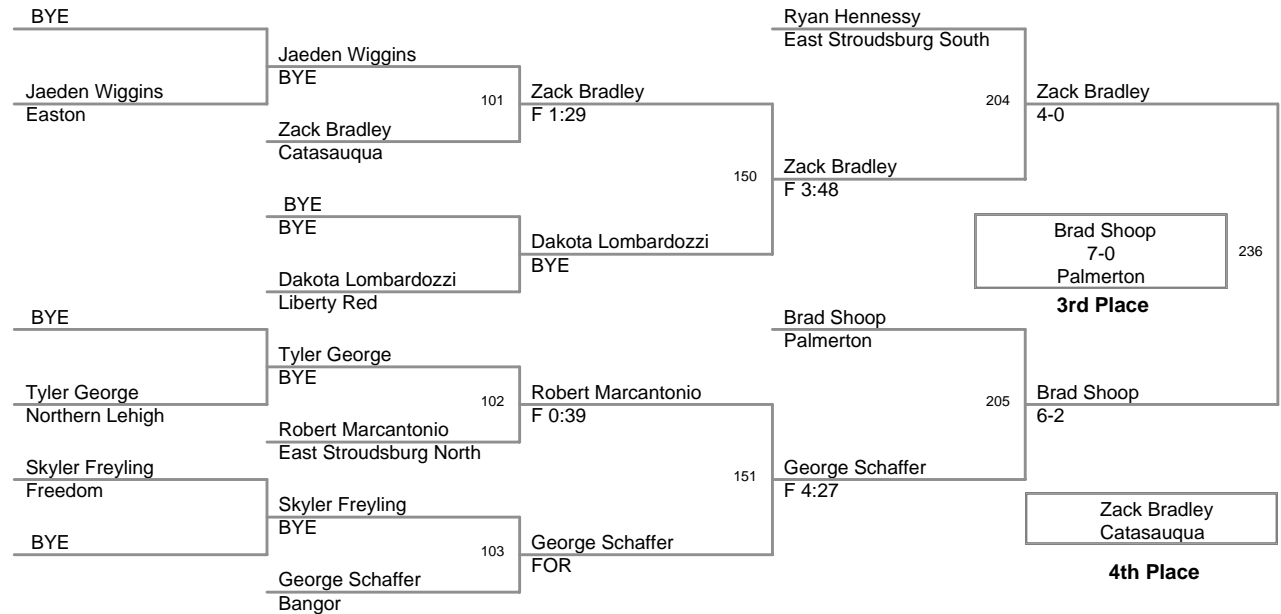 BYE
Jaeden Wiggins
Easton
Jaeden Wiggins
BYE
101
Zack Bradley
Catasauqua
Zack Bradley
F 1:29
BYE
BYE
Dakota Lombardozzi
Liberty Red
Dakota Lombardozzi
BYE
150
Zack Bradley
F 3:48
Ryan Hennessy
East Stroudsburg South
204
Zack Bradley
4-0
Brad Shoop
7-0
Palmerton
3rd Place
236
BYE
Tyler George
Northern Lehigh
Tyler George
BYE
102
Robert Marcantonio
East Stroudsburg North
Robert Marcantonio
F 0:39
Skyler Freyling
Freedom
BYE
Skyler Freyling
BYE
103
George Schaffer
Bangor
George Schaffer
FOR
151
George Schaffer
F 4:27
Brad Shoop
Palmerton
205
Brad Shoop
6-2
Zack Bradley
Catasauqua
4th Place